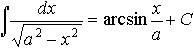 ∫ dx / √(a² − x²) = arcsin x/a + C